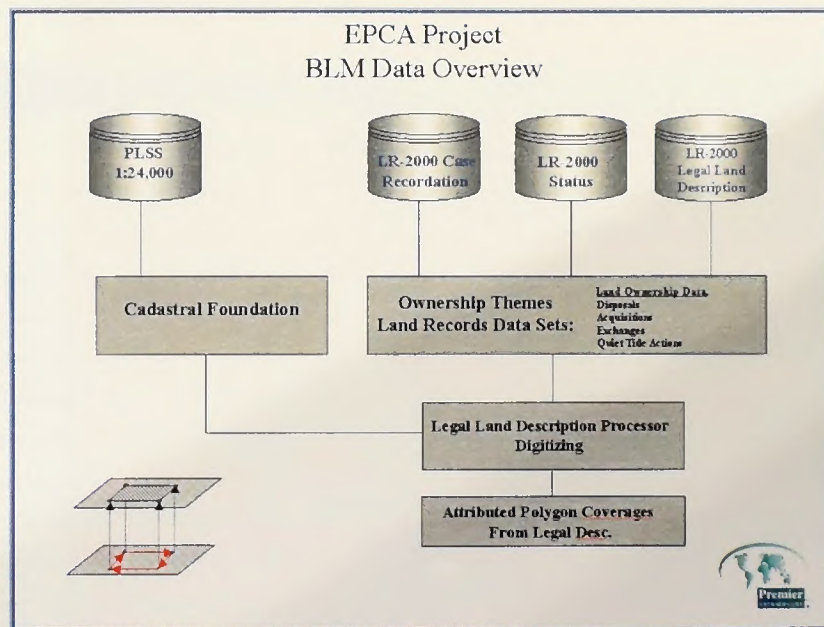 EPCA Project
BLM Data Overview
PLSS
1:24,000
LR-2000 Case
Recordation
LR-2000
Status
LR-2000
Legal Land
Description
Cadastral Foundation
Ownership Themes
Land Records Data Sets:
Land Ownership Data
Disposals
Acquisitions
Exchanges
Quiet Title Actions
Legal Land Description Processor
Digitizing
Attributed Polygon Coverages
From Legal Desc.
Premier